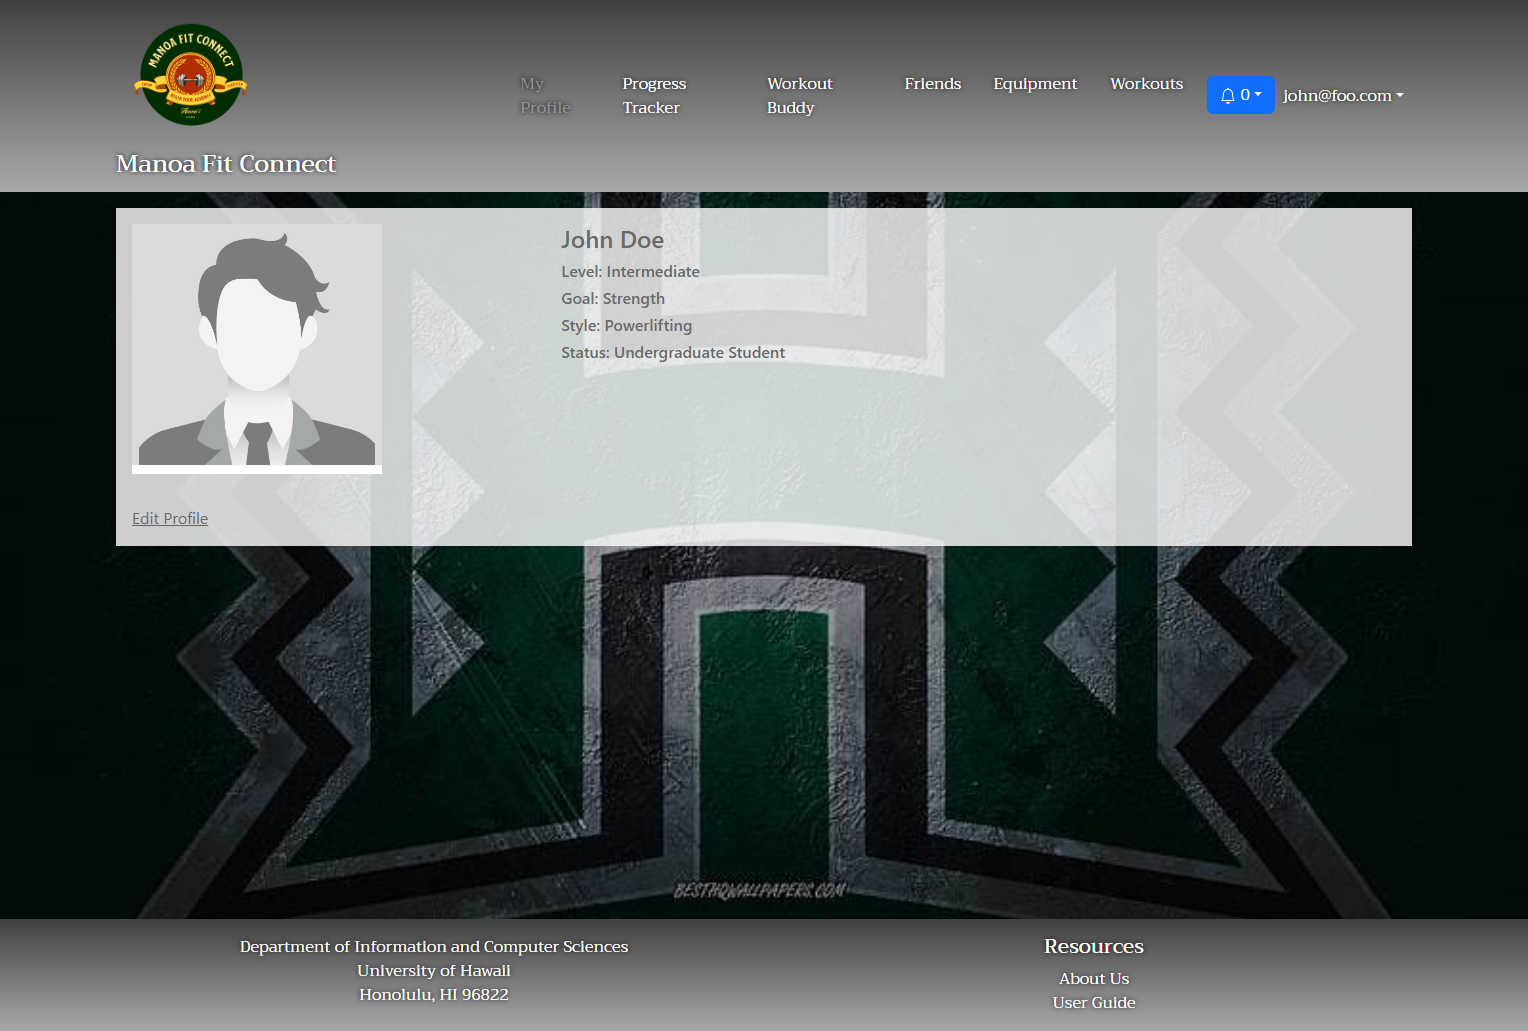 MANOA FIT CONNECT
My
Profile
Progress
Tracker
Workout
Buddy
Friends
Equipment
Workouts
0
john@foo.com
Manoa Fit Connect
John Doe
Level: Intermediate
Goal: Strength
Style: Powerlifting
Status: Undergraduate Student
Edit Profile
BESTHQWALLPAPERS.COM
Department of Information and Computer Sciences
University of Hawaii
Honolulu, HI 96822
Resources
About Us
User Guide